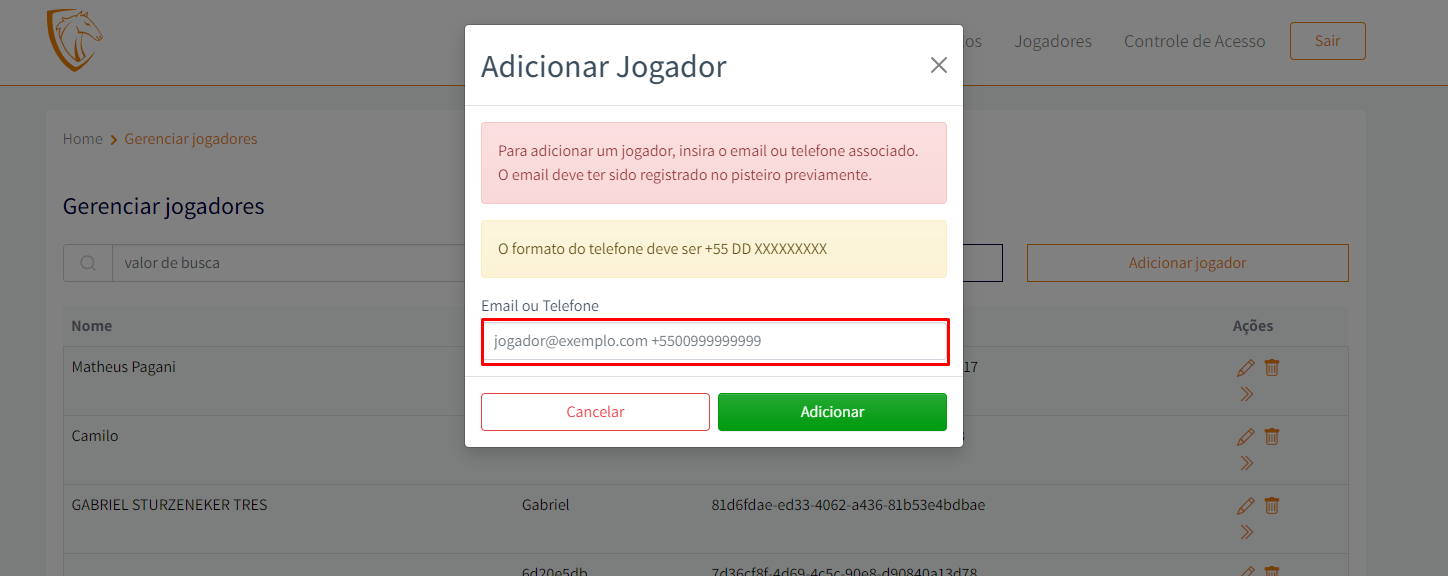 Adicionar Jogador
os
Jogadores
Controle de Acesso
Sair
Home
Gerenciar jogadores
Para adicionar um jogador, insira o email ou telefone associado.
O email deve ter sido registrado no pisteiro previamente.
Gerenciar jogadores
O formato do telefone deve ser +55 DD XXXXXXXXX
valor de busca
Adicionar jogador
Email ou Telefone
jogador@exemplo.com +5500999999999
Nome
Ações
Matheus Pagani
17
Cancelar
Adicionar
Camilo
GABRIEL STURZENEKER TRES
Gabriel
81d6fdae-ed33-4062-a436-81b53e4bdbae
6d20e5db
7d36cf8f-4d69-4c5c-90e8-d90840a13d78